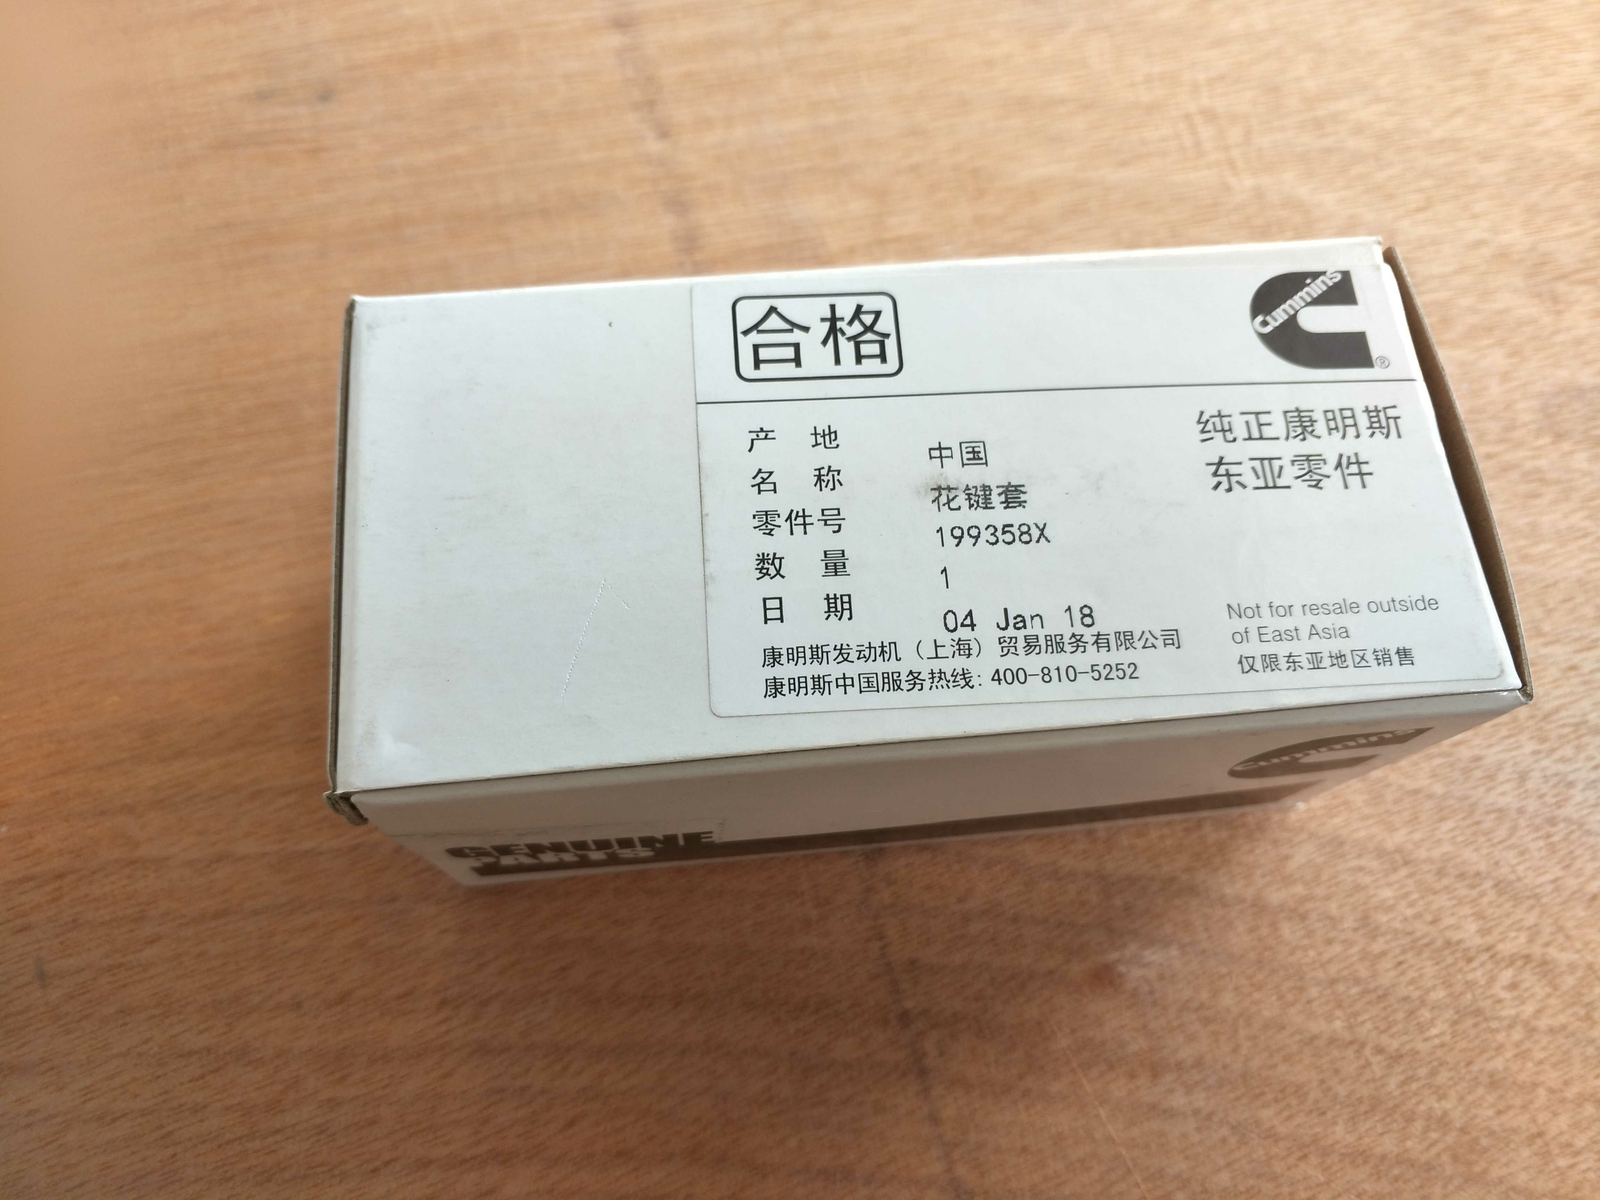 合格
Cummins
®
纯正康明斯
东亚零件
产地 中国
名称 花键套
零件号 199358X
数量 1
日期 04 Jan 18
康明斯发动机（上海）贸易服务有限公司
康明斯中国服务热线: 400-810-5252
Not for resale outside
of East Asia
仅限东亚地区销售
Cummins
GENUINE
PARTS